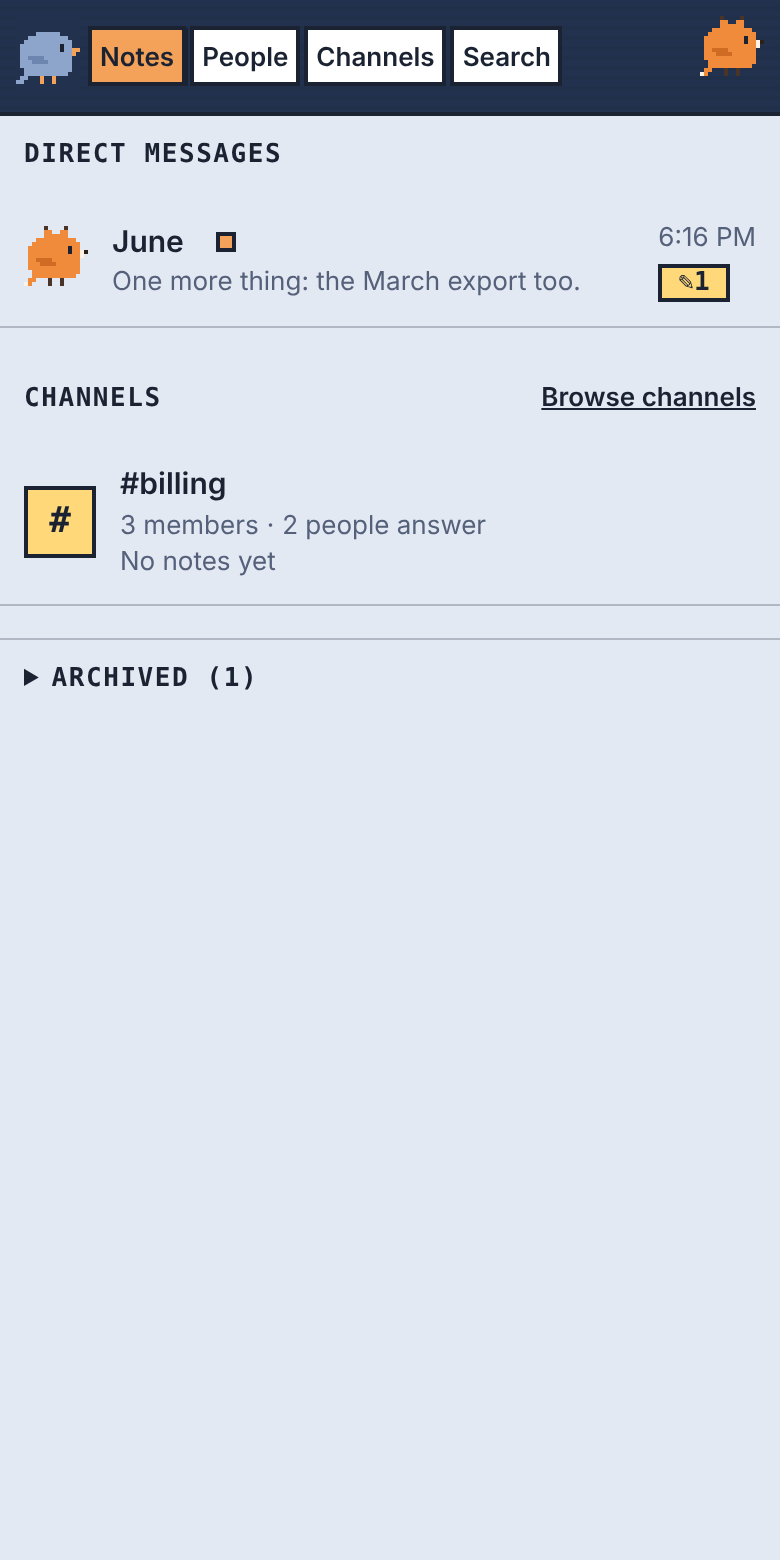 Notes People Channels Search
DIRECT MESSAGES
June 6:16 PM
One more thing: the March export too. ✎1
CHANNELS Browse channels
# #billing
3 members · 2 people answer
No notes yet
▶ ARCHIVED (1)